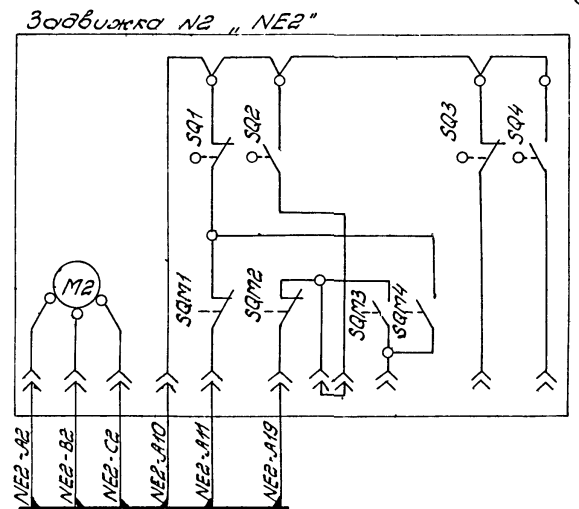 Задвижка N2 „NE2"
SQ1
SQ2
SQ3
SQ4
M2
SQM1
SQM2
SQM3
SQM4
NE2-A2
NE2-B2
NE2-C2
NE2-A10
NE2-A11
NE2-A19